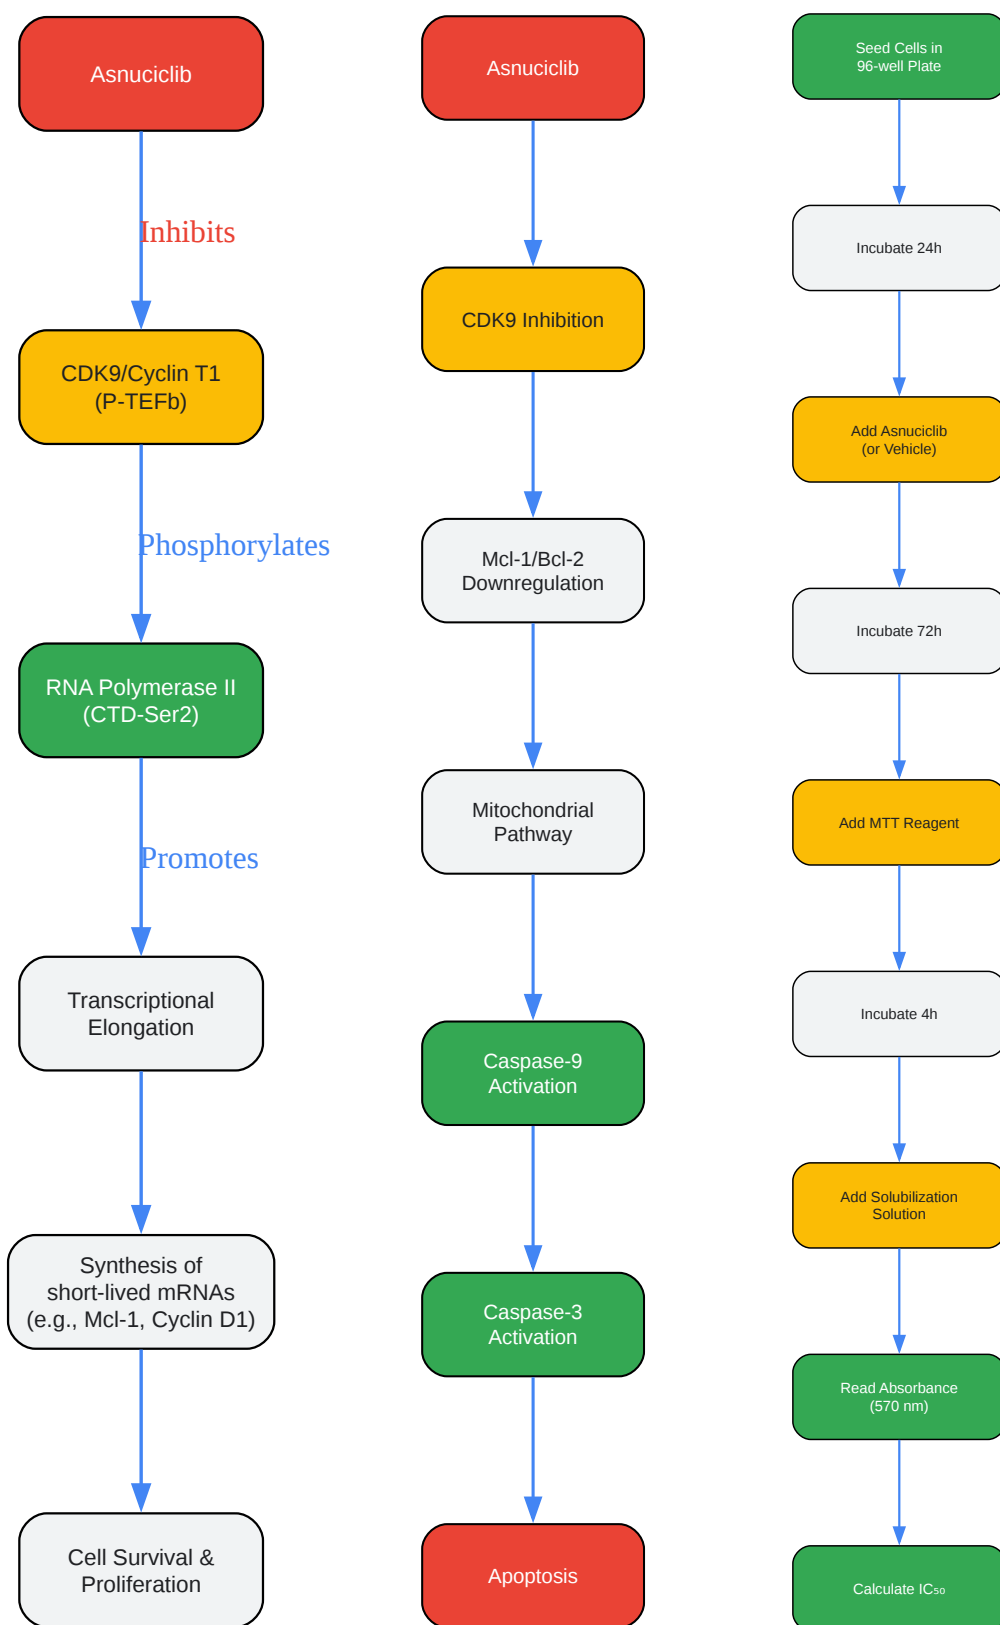 Asnuciclib
Inhibits
CDK9/Cyclin T1
(P-TEFb)
Phosphorylates
RNA Polymerase II
(CTD-Ser2)
Promotes
Transcriptional
Elongation
Synthesis of
short-lived mRNAs
(e.g., Mcl-1, Cyclin D1)
Cell Survival &
Proliferation
Asnuciclib
CDK9 Inhibition
Mcl-1/Bcl-2
Downregulation
Mitochondrial
Pathway
Caspase-9
Activation
Caspase-3
Activation
Apoptosis
Seed Cells in
96-well Plate
Incubate 24h
Add Asnuciclib
(or Vehicle)
Incubate 72h
Add MTT Reagent
Incubate 4h
Add Solubilization
Solution
Read Absorbance
(570 nm)
Calculate IC₅₀